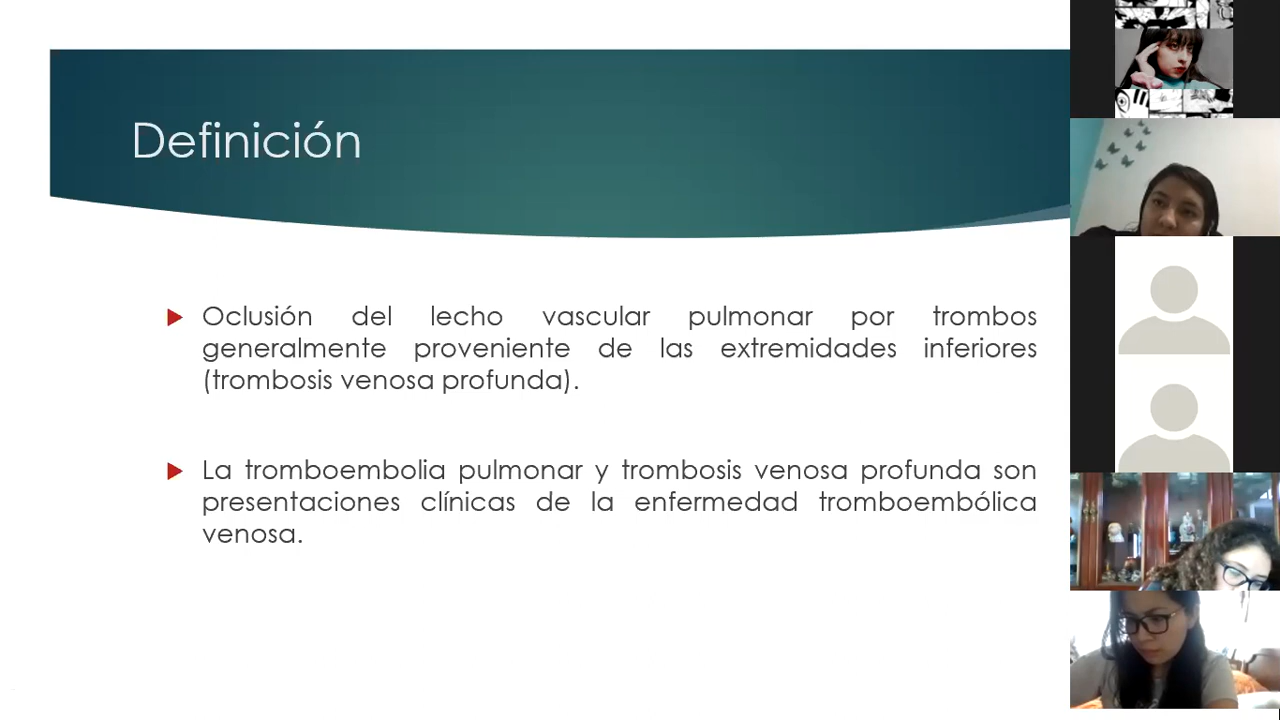 Definición
Oclusión del lecho vascular pulmonar por trombos
generalmente proveniente de las extremidades inferiores
(trombosis venosa profunda).
La tromboembolia pulmonar y trombosis venosa profunda son
presentaciones clínicas de la enfermedad tromboembólica
venosa.